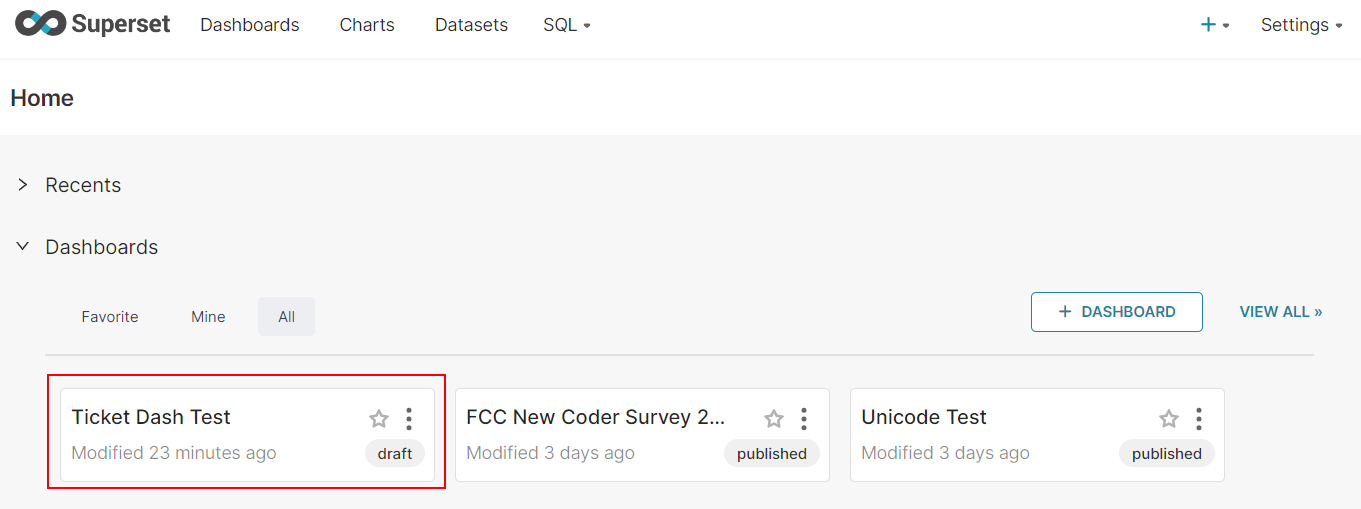 Superset Dashboards Charts Datasets SQL + Settings
Home
Recents
Dashboards
Favorite Mine All + DASHBOARD VIEW ALL »
Ticket Dash Test
Modified 23 minutes ago draft
FCC New Coder Survey 2...
Modified 3 days ago published
Unicode Test
Modified 3 days ago published